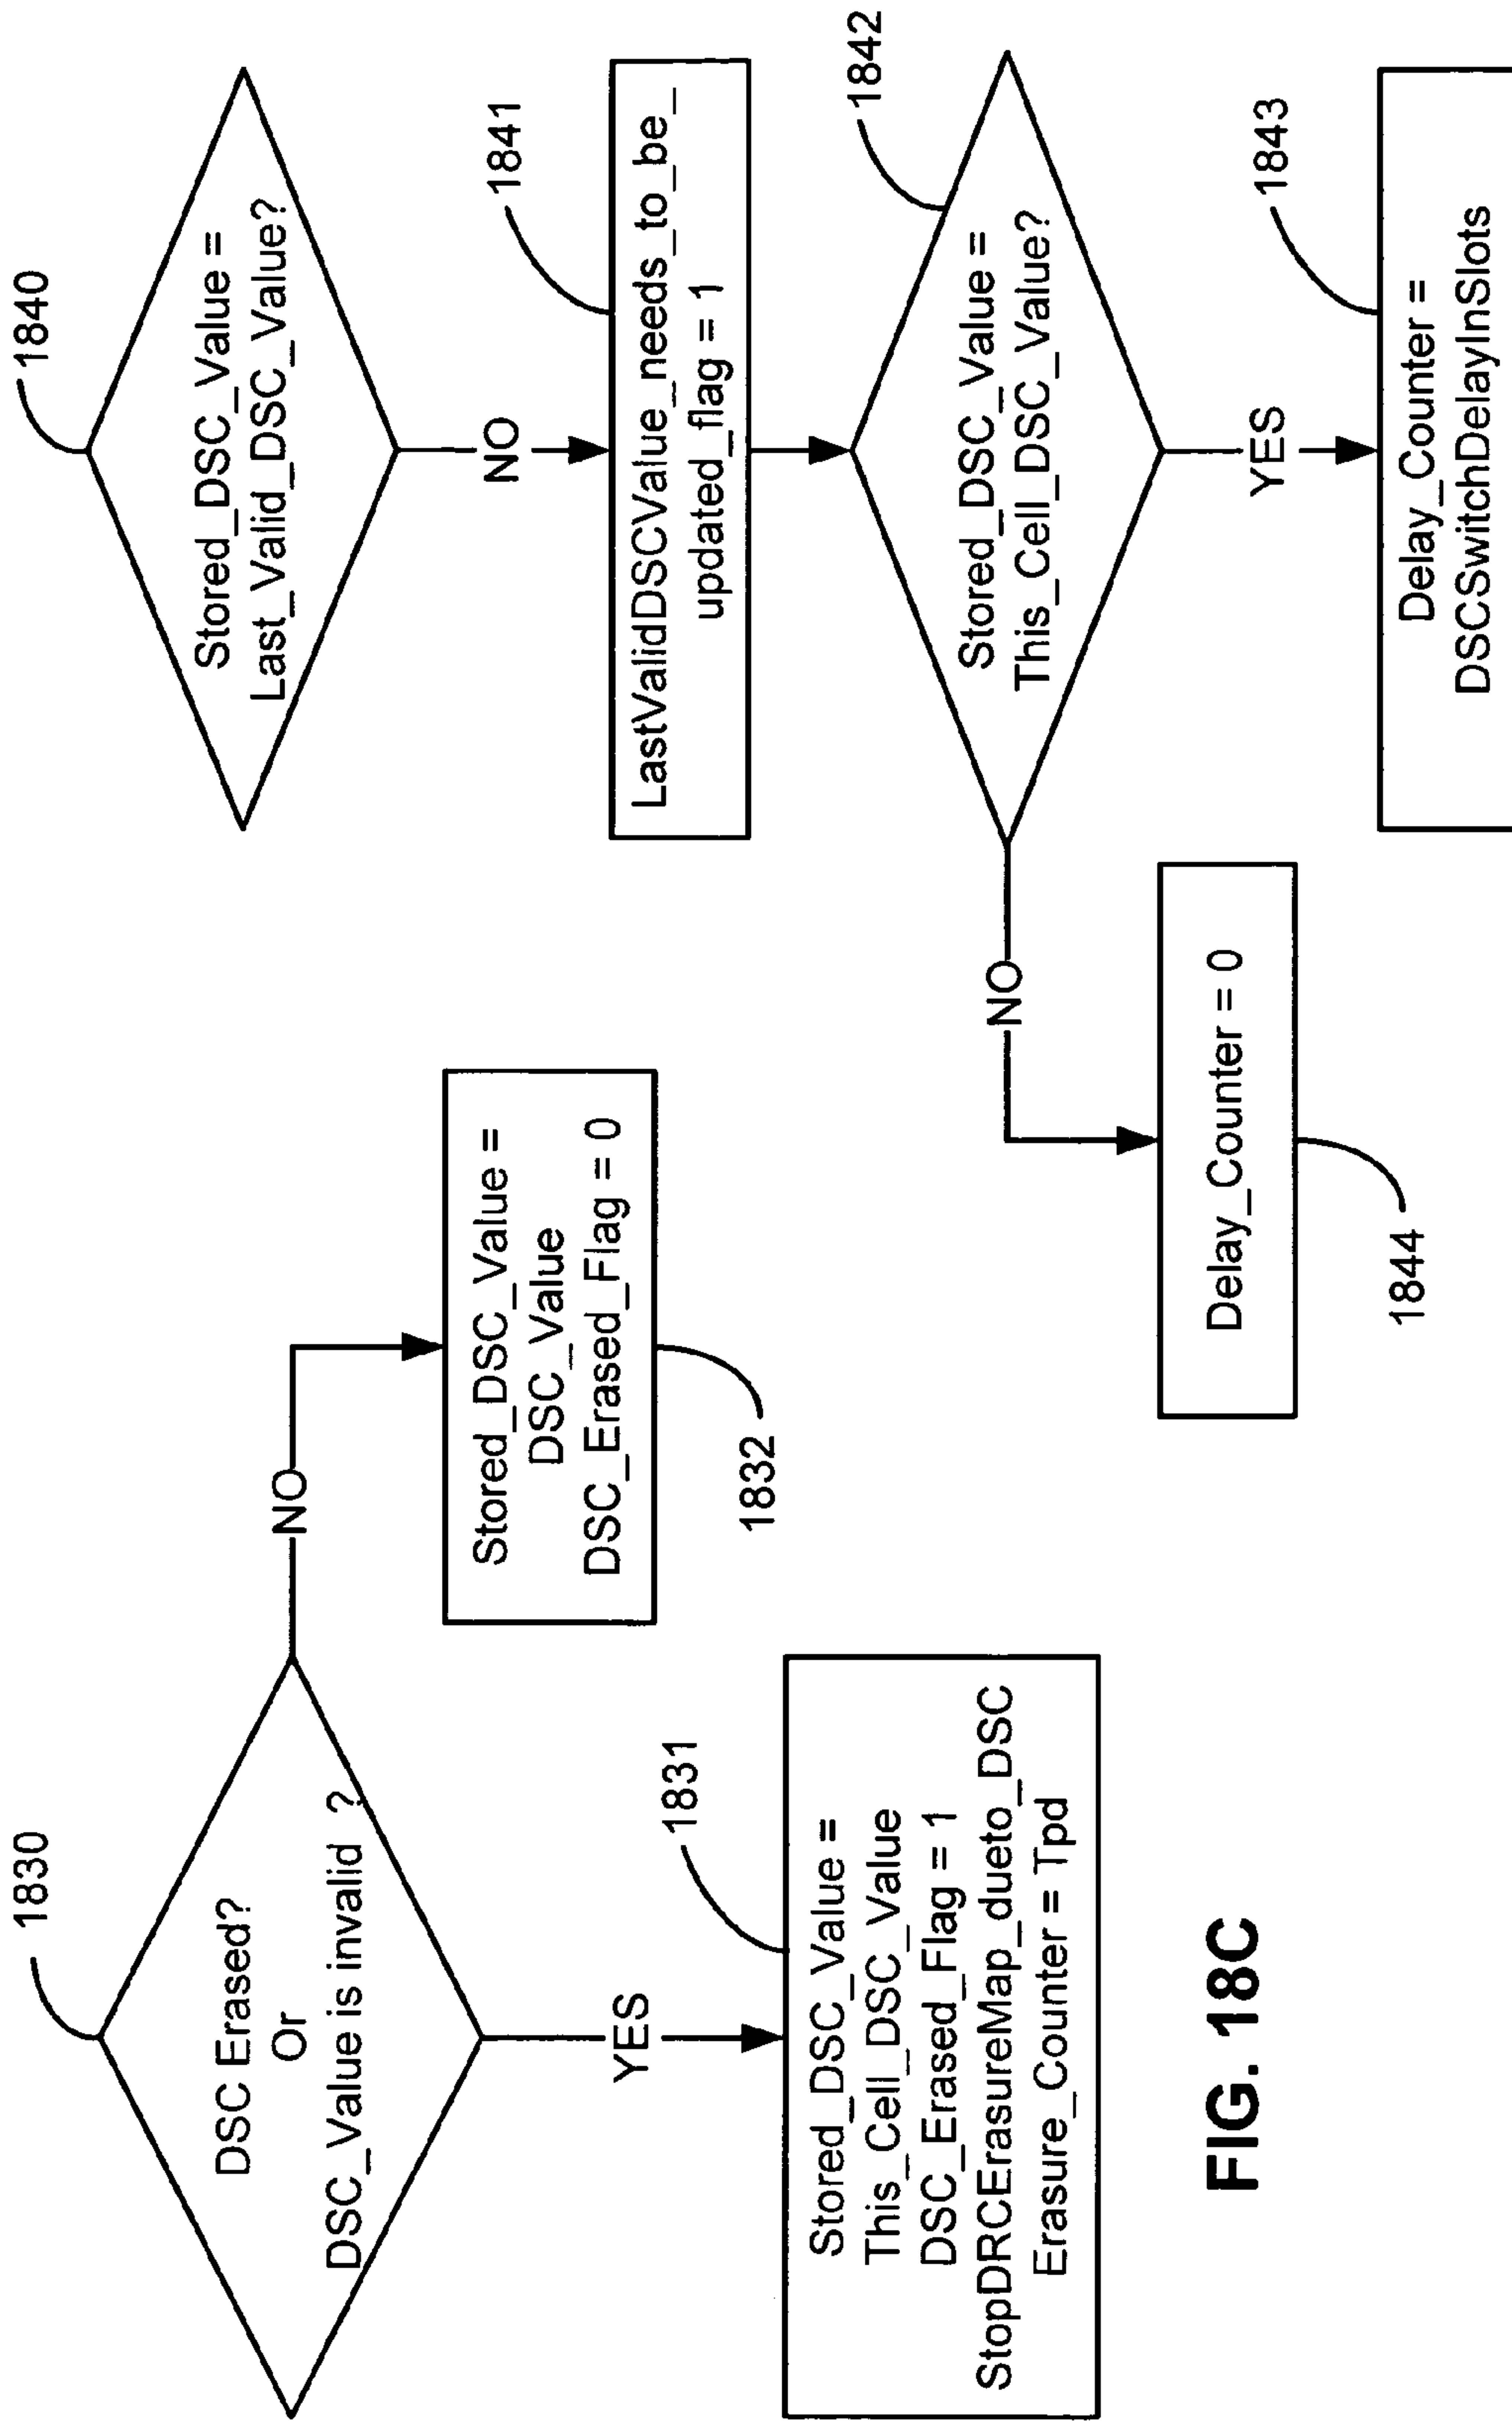 1830
DSC Erased?
Or
DSC_Value is invalid ?
NO
YES
1831
Stored_DSC_Value =
This_Cell_DSC_Value
DSC_Erased_Flag = 1
StopDRCErasureMap_dueto_DSC
Erasure_Counter = Tpd
Stored_DSC_Value =
DSC_Value
DSC_Erased_Flag = 0
1832
1840
Stored_DSC_Value =
Last_Valid_DSC_Value?
NO
1841
LastValidDSCValue_needs_to_be_
updated_flag = 1
1842
Stored_DSC_Value =
This_Cell_DSC_Value?
NO
YES
Delay_Counter = 0
1844
1843
Delay_Counter =
DSCSwitchDelayInSlots
FIG. 18C